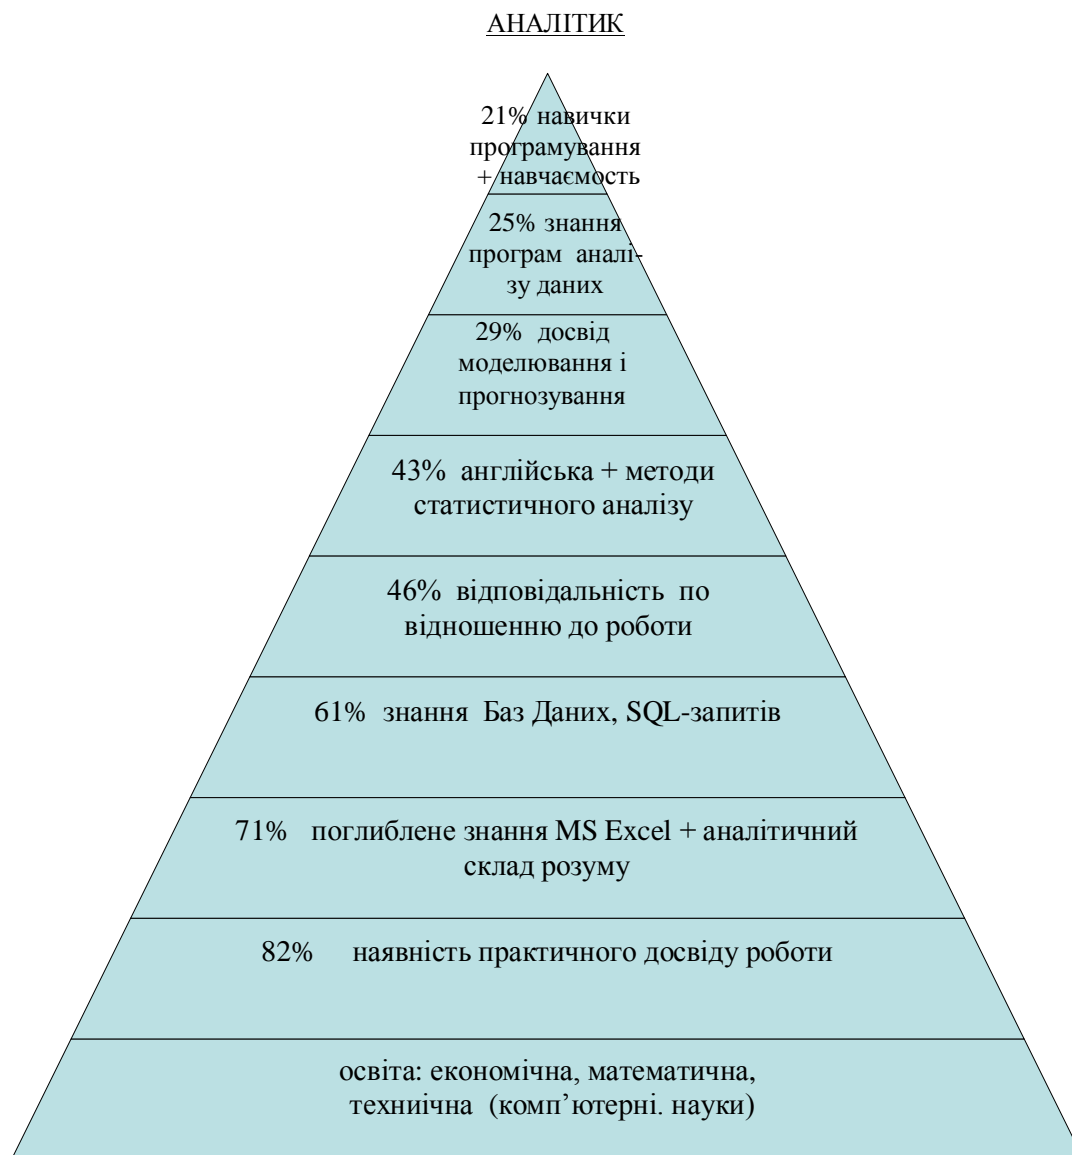 АНАЛІТИК
21% навички
програмування
+ навчаємость
25% знання
програм аналі-
зу даних
29% досвід
моделювання і
прогнозування
43% англійська + методи
статистичного аналізу
46% відповідальність по
відношенню до роботи
61% знання Баз Даних, SQL-запитів
71% поглиблене знання MS Excel + аналітичний
склад розуму
82% наявність практичного досвіду роботи
освіта: економічна, математична,
техниічна (комп’ютерні. науки)